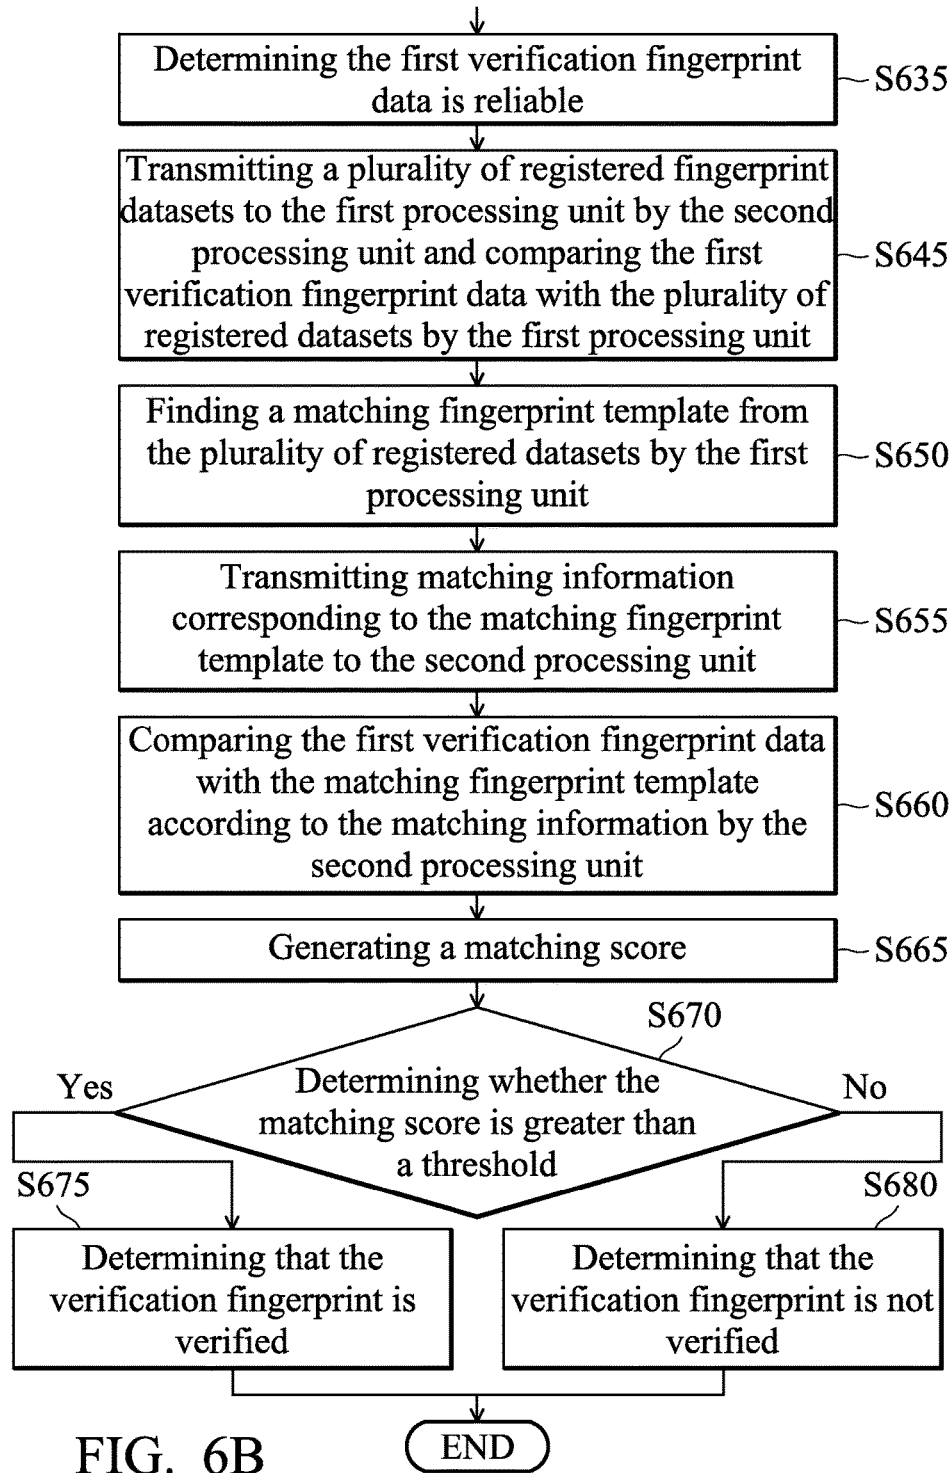 Determining the first verification fingerprint
data is reliable
S635
Transmitting a plurality of registered fingerprint
datasets to the first processing unit by the second
processing unit and comparing the first
verification fingerprint data with the plurality of
registered datasets by the first processing unit
S645
Finding a matching fingerprint template from
the plurality of registered datasets by the first
processing unit
S650
Transmitting matching information
corresponding to the matching fingerprint
template to the second processing unit
S655
Comparing the first verification fingerprint data
with the matching fingerprint template
according to the matching information by the
second processing unit
S660
Generating a matching score
S665
S670
Yes
Determining whether the
matching score is greater than
a threshold
No
S675
Determining that the
verification fingerprint is
verified
S680
Determining that the
verification fingerprint is not
verified
END
FIG. 6B